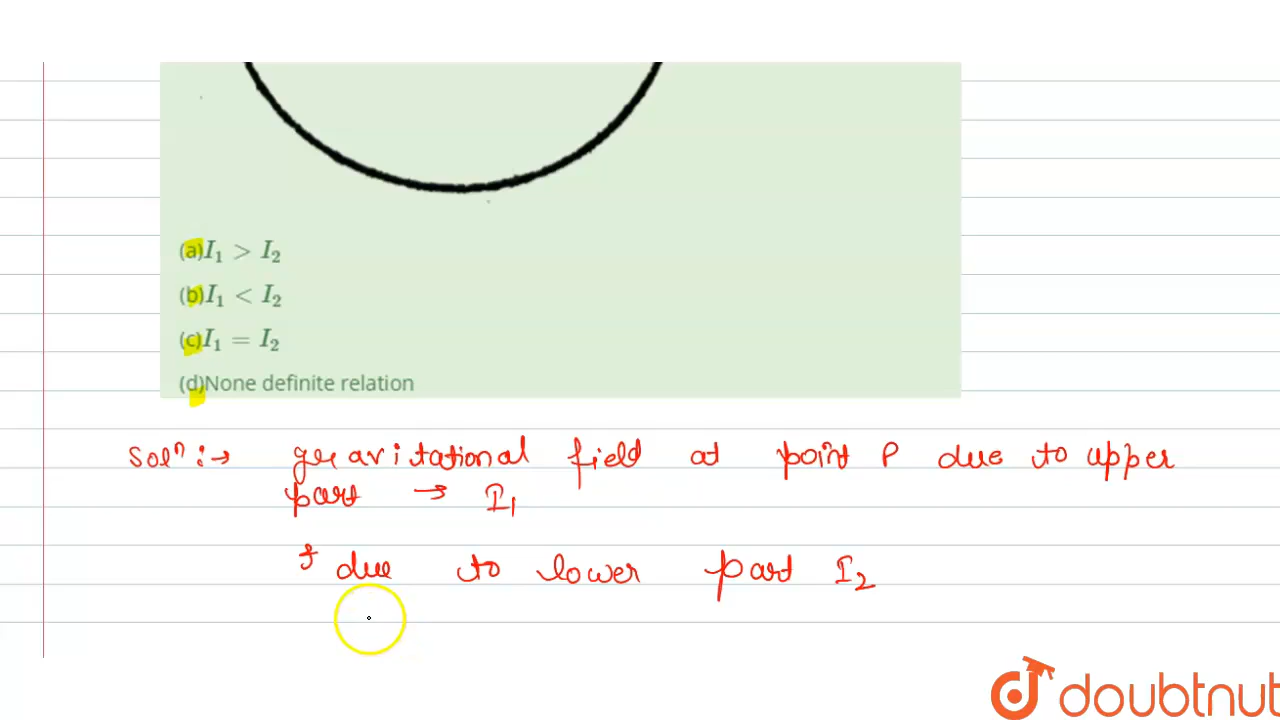 (a)I₁ > I₂
(b)I₁ < I₂
(c)I₁ = I₂
(d)None definite relation
Solⁿ :→ gravitational field at point P due to upper
part → I₁
& due to lower part I₂
doubtnut